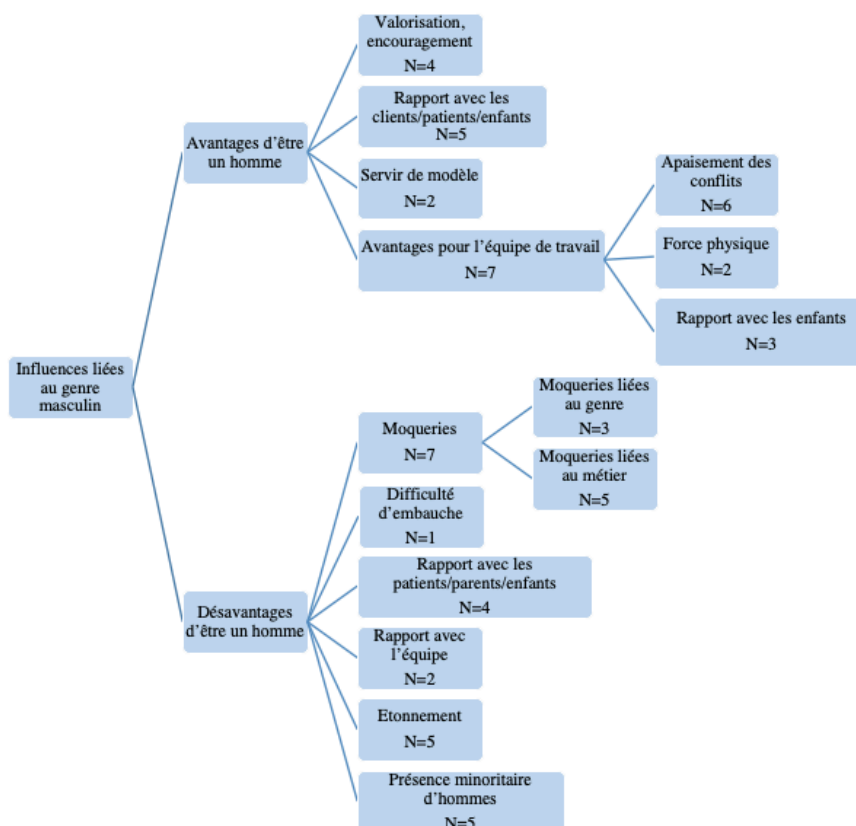 Influences liées
au genre
masculin
Avantages d'être
un homme
Valorisation,
encouragement
N=4
Rapport avec les
clients/patients/enfants
N=5
Servir de modèle
N=2
Avantages pour l'équipe de travail
N=7
Apaisement des
conflits
N=6
Force physique
N=2
Rapport avec les enfants
N=3
Désavantages
d'être un homme
Moqueries
N=7
Moqueries liées
au genre
N=3
Moqueries liées
au métier
N=5
Difficulté
d'embauche
N=1
Rapport avec les
patients/parents/enfants
N=4
Rapport avec
l'équipe
N=2
Etonnement
N=5
Présence minoritaire
d'hommes
N=5